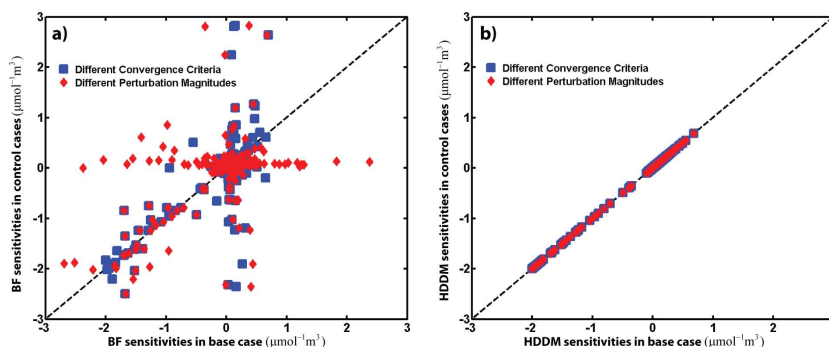 a)
Different Convergence Criteria
Different Perturbation Magnitudes
BF sensitivities in control cases (μmol⁻¹m³)
3
2
1
0
-1
-2
-3
-3 -2 -1 0 1 2 3
BF sensitivities in base case (μmol⁻¹m³)
b)
Different Convergence Criteria
Different Perturbation Magnitudes
HDDM sensitivities in control cases (μmol⁻¹m³)
3
2
1
0
-1
-2
-3
-3 -2 -1 0 1 2 3
HDDM sensitivities in base case (μmol⁻¹m³)